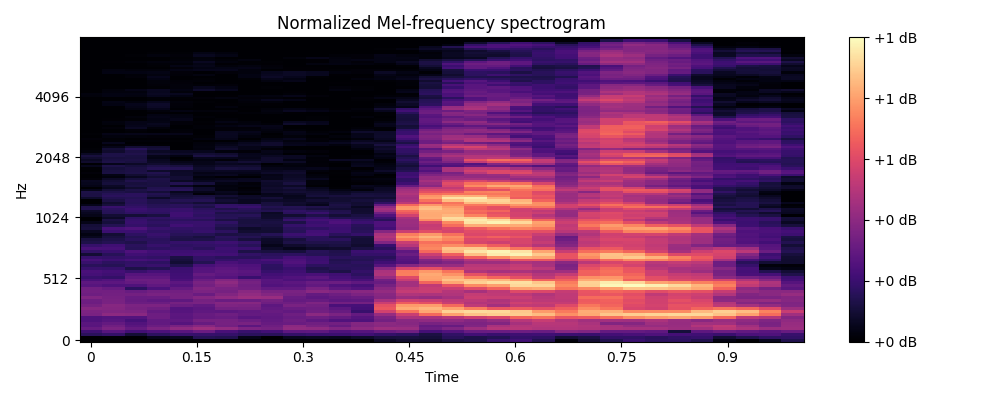 Normalized Mel-frequency spectrogram
Hz
4096
2048
1024
512
0
0 0.15 0.3 0.45 0.6 0.75 0.9
Time
+1 dB
+1 dB
+1 dB
+0 dB
+0 dB
+0 dB